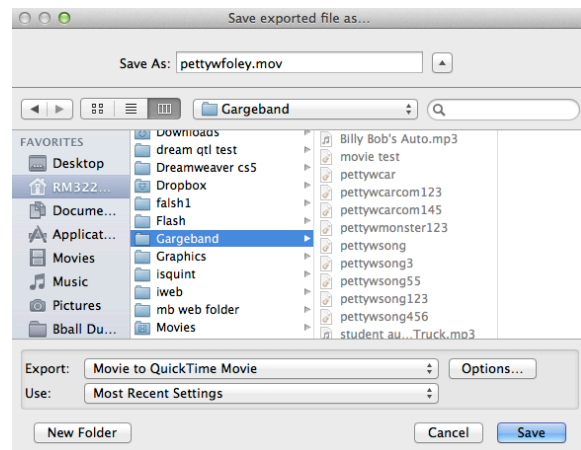 Save exported file as...
Save As: pettywfoley.mov
Gargeband
FAVORITES
Desktop
RM322...
Docume...
Applicat...
Movies
Music
Pictures
Bball Du...
Downloads
dream qtl test
Dreamweaver cs5
Dropbox
falsh1
Flash
Gargeband
Graphics
isquint
iweb
mb web folder
Movies
Billy Bob's Auto.mp3
movie test
pettywcar
pettywcarcom123
pettywcarcom145
pettywmonster123
pettywsong
pettywsong3
pettywsong55
pettywsong123
pettywsong456
student au...Truck.mp3
Export: Movie to QuickTime Movie Options...
Use: Most Recent Settings
New Folder Cancel Save